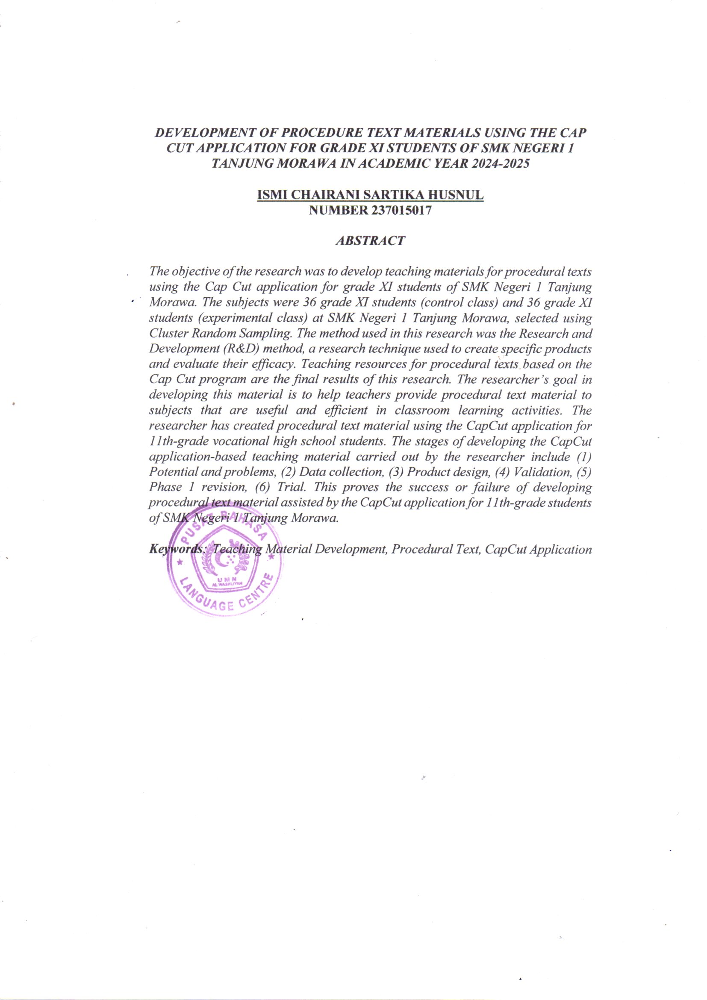 DEVELOPMENT OF PROCEDURE TEXT MATERIALS USING THE CAP
CUT APPLICATION FOR GRADE XI STUDENTS OF SMK NEGERI 1
TANJUNG MORAWA IN ACADEMIC YEAR 2024-2025
ISMI CHAIRANI SARTIKA HUSNUL
NUMBER 237015017
ABSTRACT
The objective of the research was to develop teaching materials for procedural texts
using the Cap Cut application for grade XI students of SMK Negeri 1 Tanjung
Morawa. The subjects were 36 grade XI students (control class) and 36 grade XI
students (experimental class) at SMK Negeri 1 Tanjung Morawa, selected using
Cluster Random Sampling. The method used in this research was the Research and
Development (R&D) method, a research technique used to create specific products
and evaluate their efficacy. Teaching resources for procedural texts based on the
Cap Cut program are the final results of this research. The researcher's goal in
developing this material is to help teachers provide procedural text material to
subjects that are useful and efficient in classroom learning activities. The
researcher has created procedural text material using the CapCut application for
11th-grade vocational high school students. The stages of developing the CapCut
application-based teaching material carried out by the researcher include (1)
Potential and problems, (2) Data collection, (3) Product design, (4) Validation, (5)
Phase 1 revision, (6) Trial. This proves the success or failure of developing
procedural text material assisted by the CapCut application for 11th-grade students
of SMK Negeri 1 Tanjung Morawa.
Keywords: Teaching Material Development, Procedural Text, CapCut Application
PUSAT BAHASA
UMN
AL WASHLIYAH
LANGUAGE CENTRE